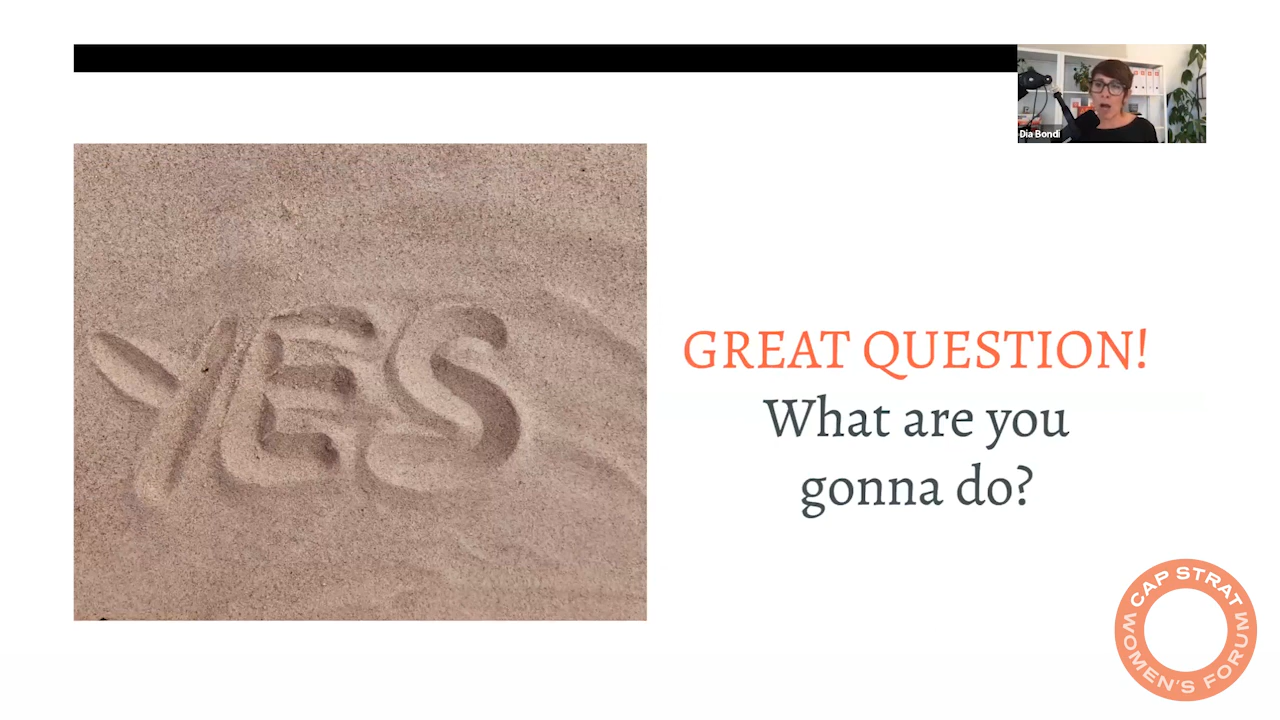 Dia Bondi
YES
GREAT QUESTION!
What are you
gonna do?
CAP STRAT
WOMEN'S FORUM